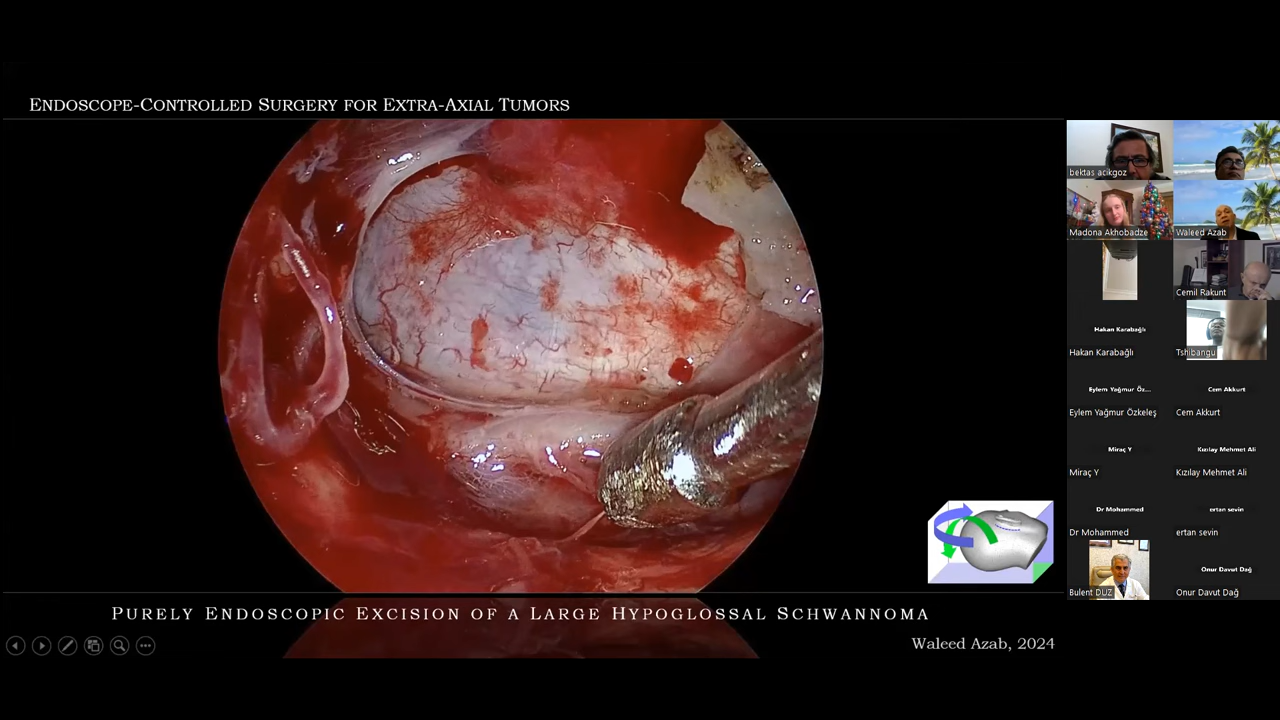 ENDOSCOPE-CONTROLLED SURGERY FOR EXTRA-AXIAL TUMORS
PURELY ENDOSCOPIC EXCISION OF A LARGE HYPOGLOSSAL SCHWANNOMA
Waleed Azab, 2024
bektas acikgoz
Madona Akhobadze
Waleed Azab
Cemil Rakunt
Hakan Karabağlı
Hakan Karabağlı
Tshibangu
Eylem Yağmur Öz...
Cem Akkurt
Eylem Yağmur Özkeleş
Cem Akkurt
Miraç Y
Kızılay Mehmet Ali
Miraç Y
Kızılay Mehmet Ali
Dr Mohammed
ertan sevin
Dr Mohammed
ertan sevin
Onur Davut Dağ
Bulent DUZ
Onur Davut Dağ